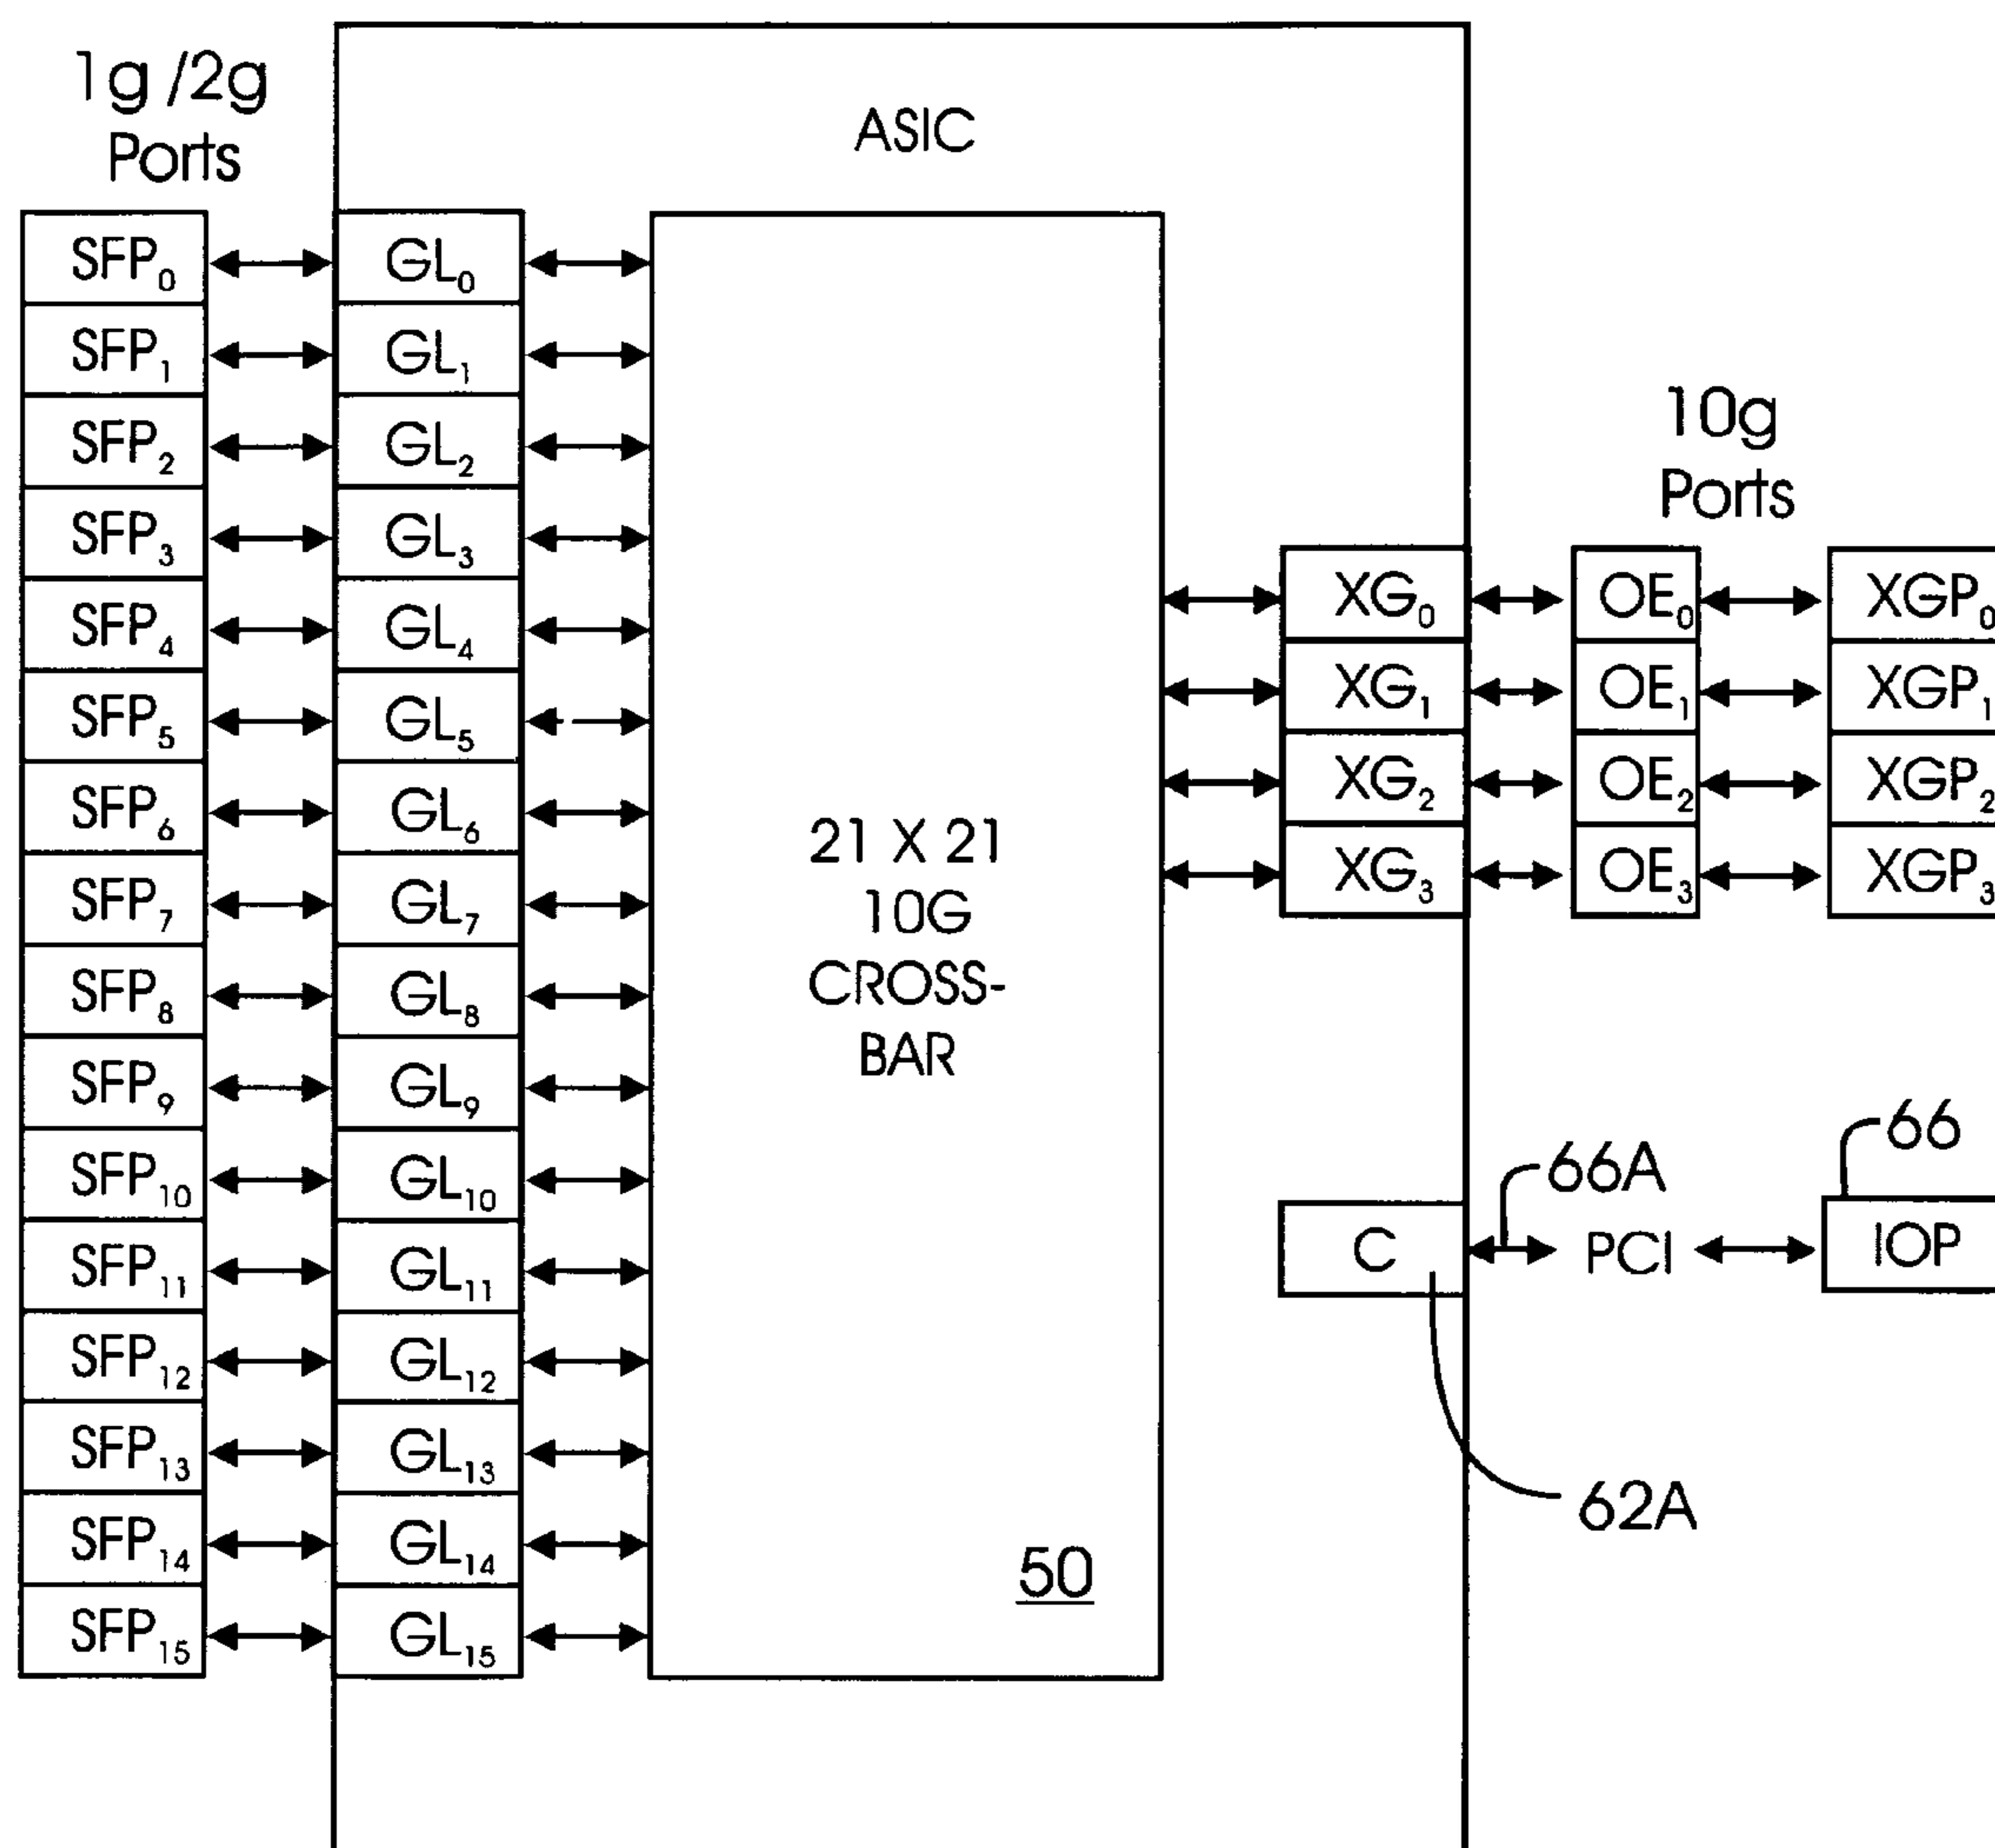 1g /2g
Ports
ASIC
SFP0 GL0
SFP1 GL1
SFP2 GL2
SFP3 GL3
SFP4 GL4
SFP5 GL5
SFP6 GL6
SFP7 GL7
SFP8 GL8
SFP9 GL9
SFP10 GL10
SFP11 GL11
SFP12 GL12
SFP13 GL13
SFP14 GL14
SFP15 GL15
21 X 21
10G
CROSS-
BAR
50
10g
Ports
XG0 OE0 XGP0
XG1 OE1 XGP1
XG2 OE2 XGP2
XG3 OE3 XGP3
66A
66
C PCI IOP
62A